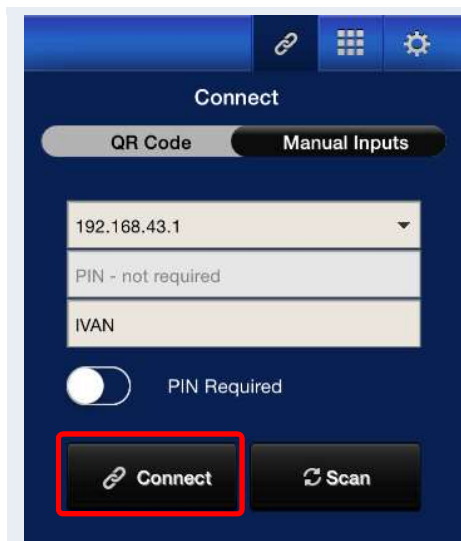 Connect
QR Code Manual Inputs
192.168.43.1
PIN - not required
IVAN
PIN Required
Connect Scan